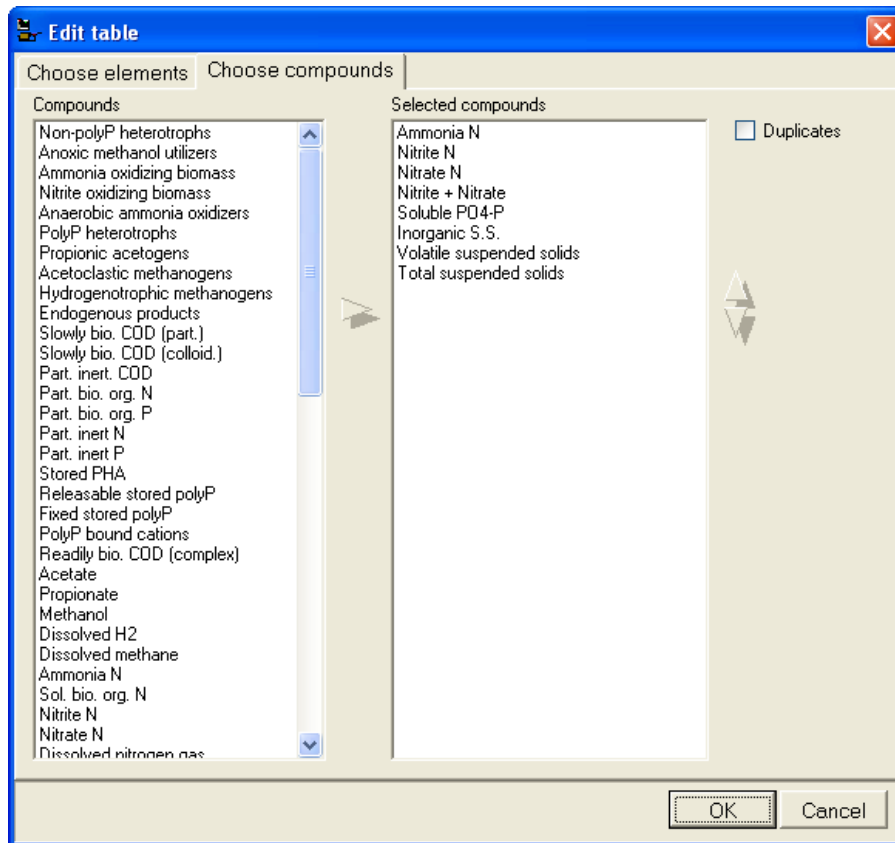 Edit table
Choose elements
Choose compounds
Compounds
Non-polyP heterotrophs
Anoxic methanol utilizers
Ammonia oxidizing biomass
Nitrite oxidizing biomass
Anaerobic ammonia oxidizers
PolyP heterotrophs
Propionic acetogens
Acetoclastic methanogens
Hydrogenotrophic methanogens
Endogenous products
Slowly bio. COD (part.)
Slowly bio. COD (colloid.)
Part. inert. COD
Part. bio. org. N
Part. bio. org. P
Part. inert N
Part. inert P
Stored PHA
Releasable stored polyP
Fixed stored polyP
PolyP bound cations
Readily bio. COD (complex)
Acetate
Propionate
Methanol
Dissolved H2
Dissolved methane
Ammonia N
Sol. bio. org. N
Nitrite N
Nitrate N
Dissolved nitrogen gas
Selected compounds
Ammonia N
Nitrite N
Nitrate N
Nitrite + Nitrate
Soluble PO4-P
Inorganic S.S.
Volatile suspended solids
Total suspended solids
Duplicates
OK
Cancel